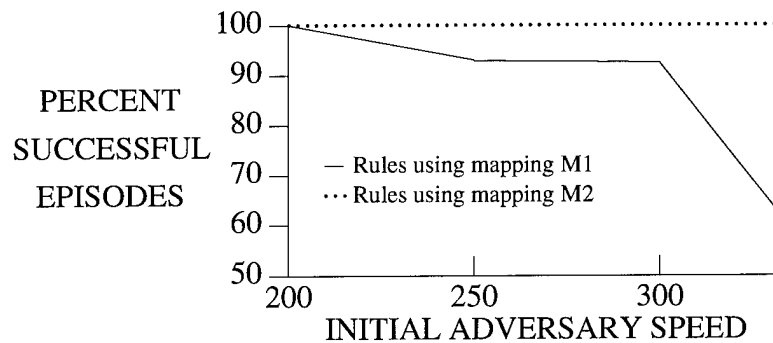 100
90
PERCENT
80
SUCCESSFUL
— Rules using mapping M1
70
EPISODES
···· Rules using mapping M2
60
50
200
250
300
INITIAL ADVERSARY SPEED